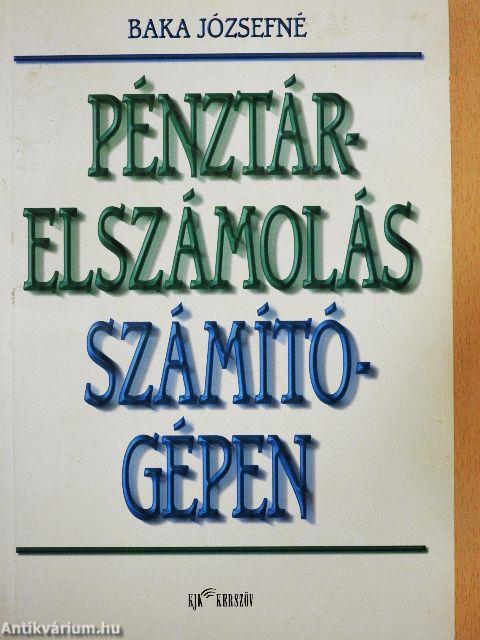 BAKA JÓZSEFNÉ
PÉNZTÁR-
ELSZÁMOLÁS
SZÁMÍTÓ-
GÉPEN
KJK KERSZÖV
Antikvárium.hu